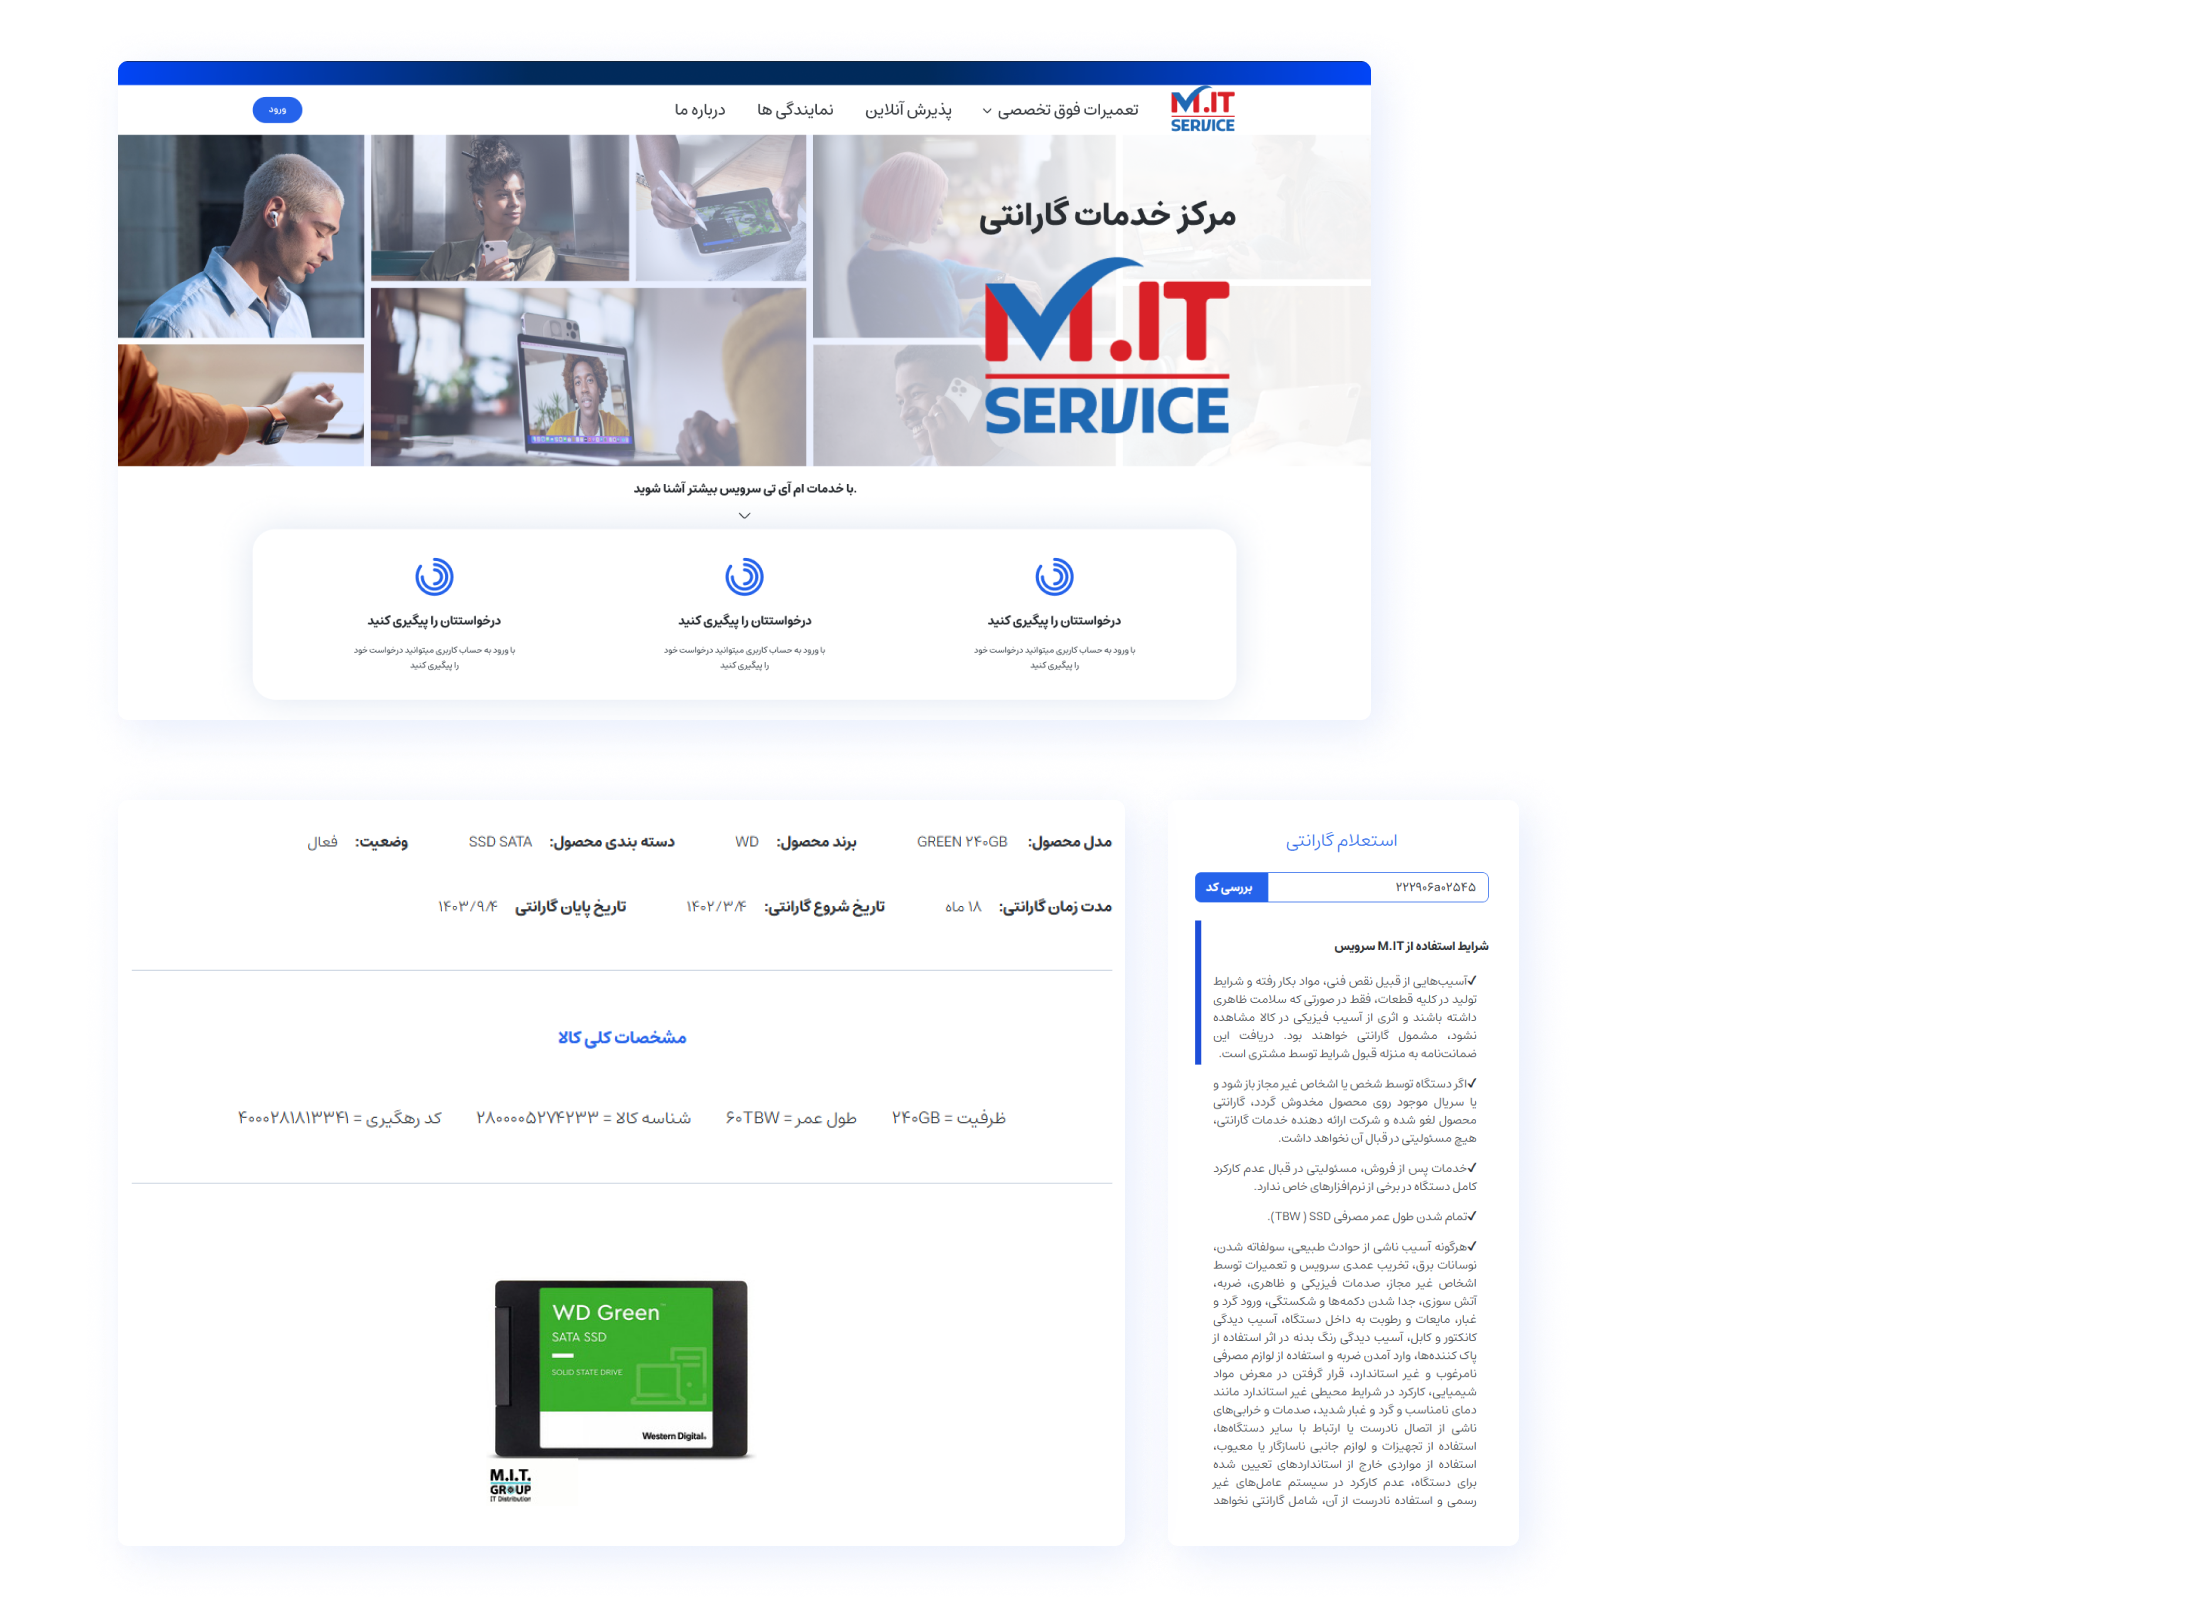 M.IT
SERVICE
تعمیرات فوق تخصصی
پذیرش آنلاین
نمایندگی ها
درباره ما
ورود
مرکز خدمات گارانتی
M.IT
SERVICE
با خدمات ام آی تی سرویس بیشتر آشنا شوید.
درخواستتان را پیگیری کنید
با ورود به حساب کاربری میتوانید درخواست خود
را پیگیری کنید
درخواستتان را پیگیری کنید
با ورود به حساب کاربری میتوانید درخواست خود
را پیگیری کنید
درخواستتان را پیگیری کنید
با ورود به حساب کاربری میتوانید درخواست خود
را پیگیری کنید
استعلام گارانتی
۲۲۲۹۰۶a۰۲۵۴۵
بررسی کد
شرایط استفاده از M.IT سرویس
✔آسیب‌هایی از قبیل نقص فنی، مواد بکار رفته و شرایط
تولید در کلیه قطعات، فقط در صورتی که سلامت ظاهری
داشته باشند و اثری از آسیب فیزیکی در کالا مشاهده
نشود، مشمول گارانتی خواهند بود. دریافت این
ضمانت‌نامه به منزله قبول شرایط توسط مشتری است.
✔اگر دستگاه توسط شخص یا اشخاص غیر مجاز باز شود و
یا سریال موجود روی محصول مخدوش گردد، گارانتی
محصول لغو شده و شرکت ارائه دهنده خدمات گارانتی،
هیچ مسئولیتی در قبال آن نخواهد داشت.
✔خدمات پس از فروش، مسئولیتی در قبال عدم کارکرد
کامل دستگاه در برخی از نرم‌افزارهای خاص ندارد.
✔تمام شدن طول عمر مصرفی SSD ( TBW).
✔هرگونه آسیب ناشی از حوادث طبیعی، سولفاته شدن،
نوسانات برق، تخریب عمدی سرویس و تعمیرات توسط
اشخاص غیر مجاز، صدمات فیزیکی و ظاهری، ضربه،
آتش سوزی، جدا شدن دکمه‌ها و شکستگی، ورود گرد و
غبار، مایعات و رطوبت به داخل دستگاه، آسیب دیدگی
کانکتور و کابل، آسیب دیدگی رنگ بدنه در اثر استفاده از
پاک کننده‌ها، وارد آمدن ضربه و استفاده از لوازم مصرفی
نامرغوب و غیر استاندارد، قرار گرفتن در معرض مواد
شیمیایی، کارکرد در شرایط محیطی غیر استاندارد مانند
دمای نامناسب و گرد و غبار شدید، صدمات و خرابی‌های
ناشی از اتصال نادرست یا ارتباط با سایر دستگاه‌ها،
استفاده از تجهیزات و لوازم جانبی ناسازگار یا معیوب،
استفاده از مواردی خارج از استانداردهای تعیین شده
برای دستگاه، عدم کارکرد در سیستم عامل‌های غیر
رسمی و استفاده نادرست از آن، شامل گارانتی نخواهد
مدل محصول: GREEN ۲۴۰GB
برند محصول: WD
دسته بندی محصول: SSD SATA
وضعیت: فعال
مدت زمان گارانتی: ۱۸ ماه
تاریخ شروع گارانتی: ۱۴۰۲/۳/۴
تاریخ پایان گارانتی ۱۴۰۳/۹/۴
مشخصات کلی کالا
ظرفیت = ۲۴۰GB
طول عمر = ۶۰TBW
شناسه کالا = ۲۸۰۰۰۰۵۲۷۴۲۳۳
کد رهگیری = ۴۰۰۰۲۸۱۸۱۳۳۴۱
WD Green™
SATA SSD
SOLID STATE DRIVE
Western Digital.
M.I.T.
GROUP
IT Distribution